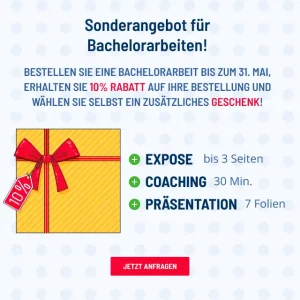 Sonderangebot für
Bachelorarbeiten!
BESTELLEN SIE EINE BACHELORARBEIT BIS ZUM 31. MAI,
ERHALTEN SIE 10% RABATT AUF IHRE BESTELLUNG UND
WÄHLEN SIE SELBST EIN ZUSÄTZLICHES GESCHENK!
10%
+ EXPOSE bis 3 Seiten
+ COACHING 30 Min.
+ PRÄSENTATION 7 Folien
JETZT ANFRAGEN